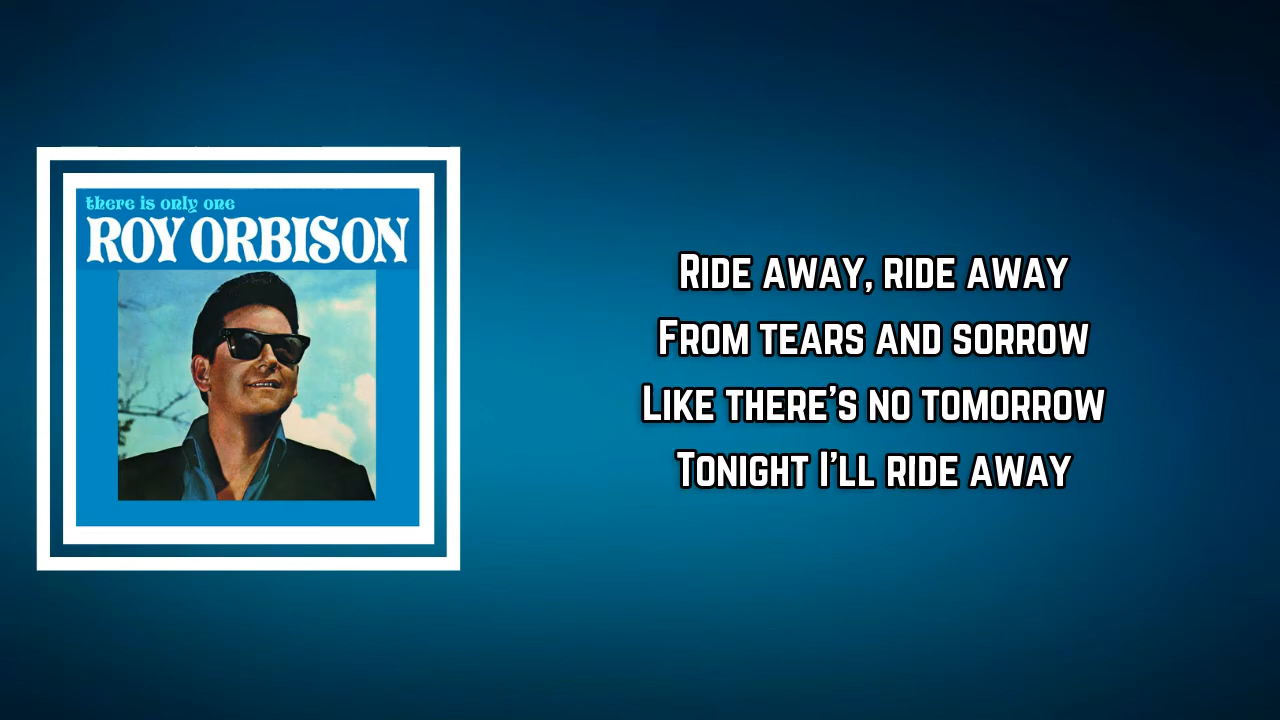 there is only one
ROY ORBISON
Ride away, ride away
From tears and sorrow
Like there's no tomorrow
Tonight I'll ride away